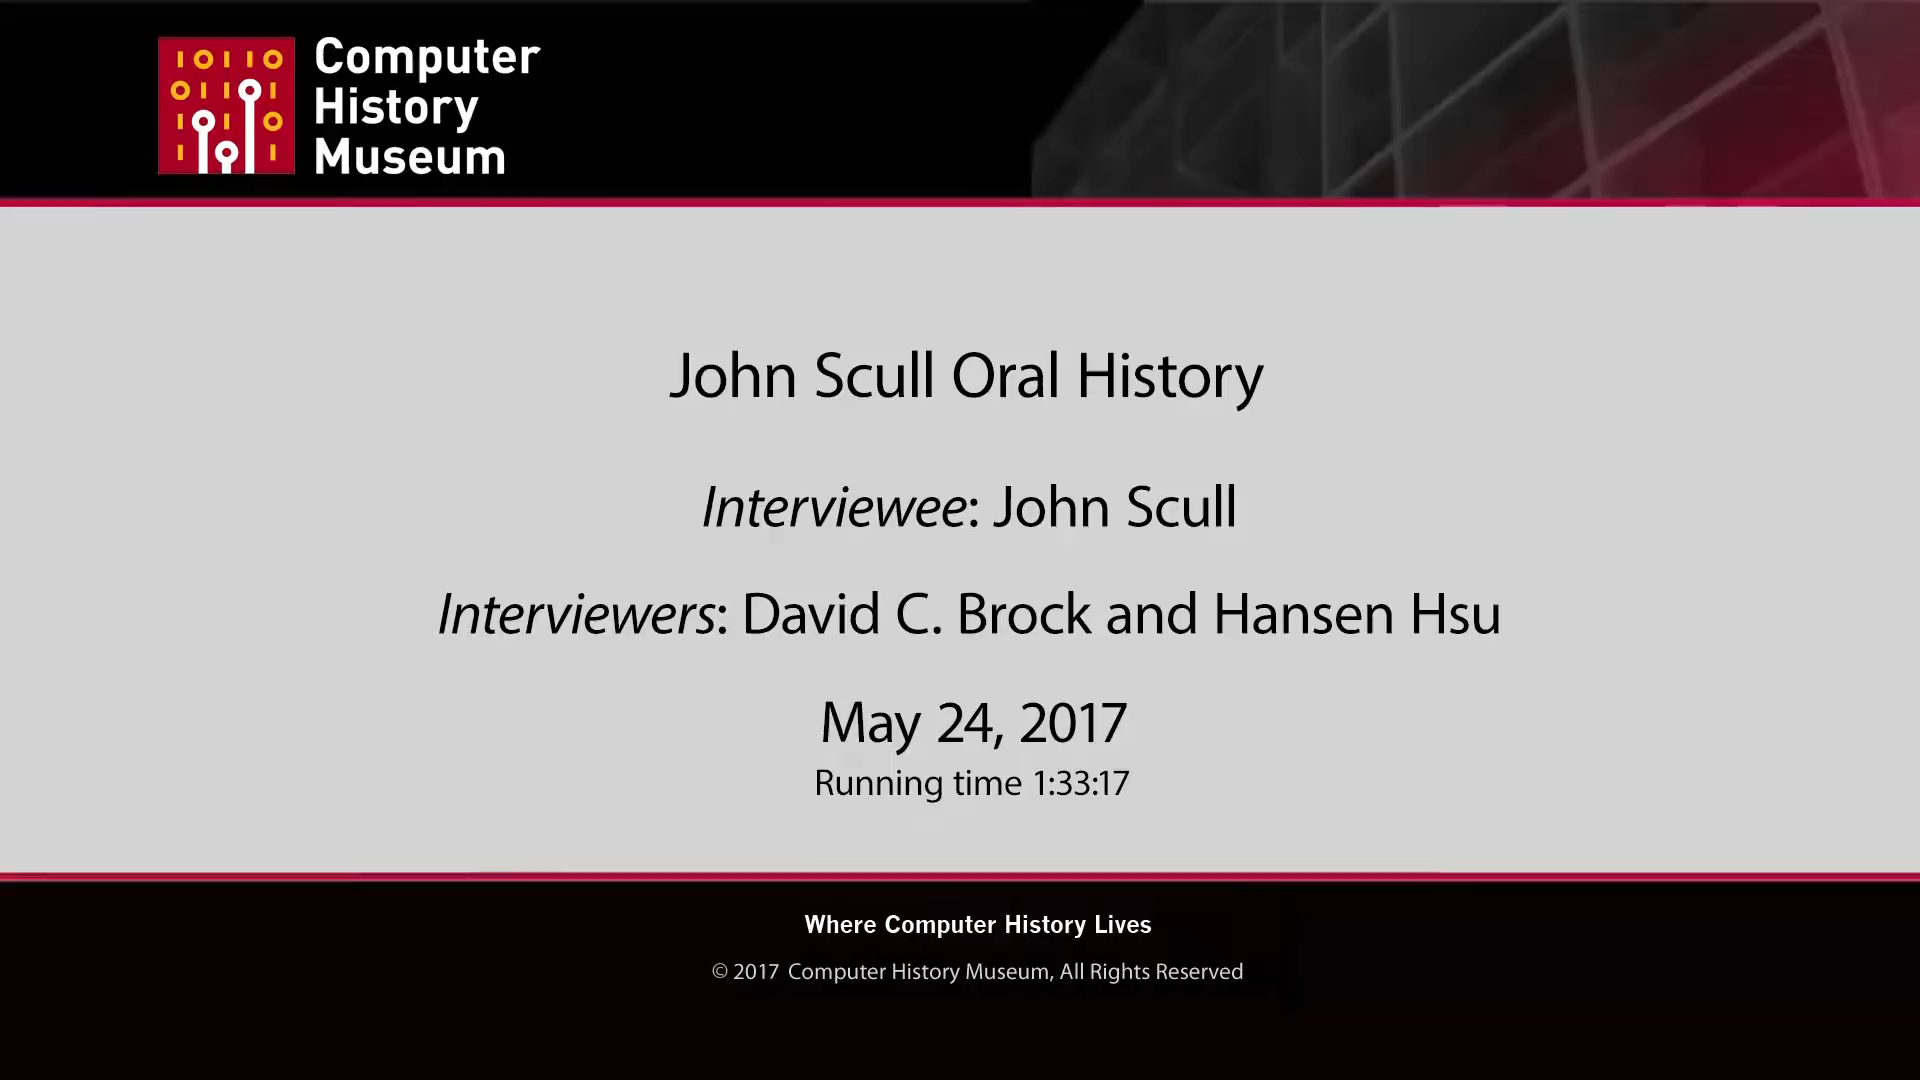 Computer
History
Museum
John Scull Oral History
Interviewee: John Scull
Interviewers: David C. Brock and Hansen Hsu
May 24, 2017
Running time 1:33:17
Where Computer History Lives
© 2017 Computer History Museum, All Rights Reserved